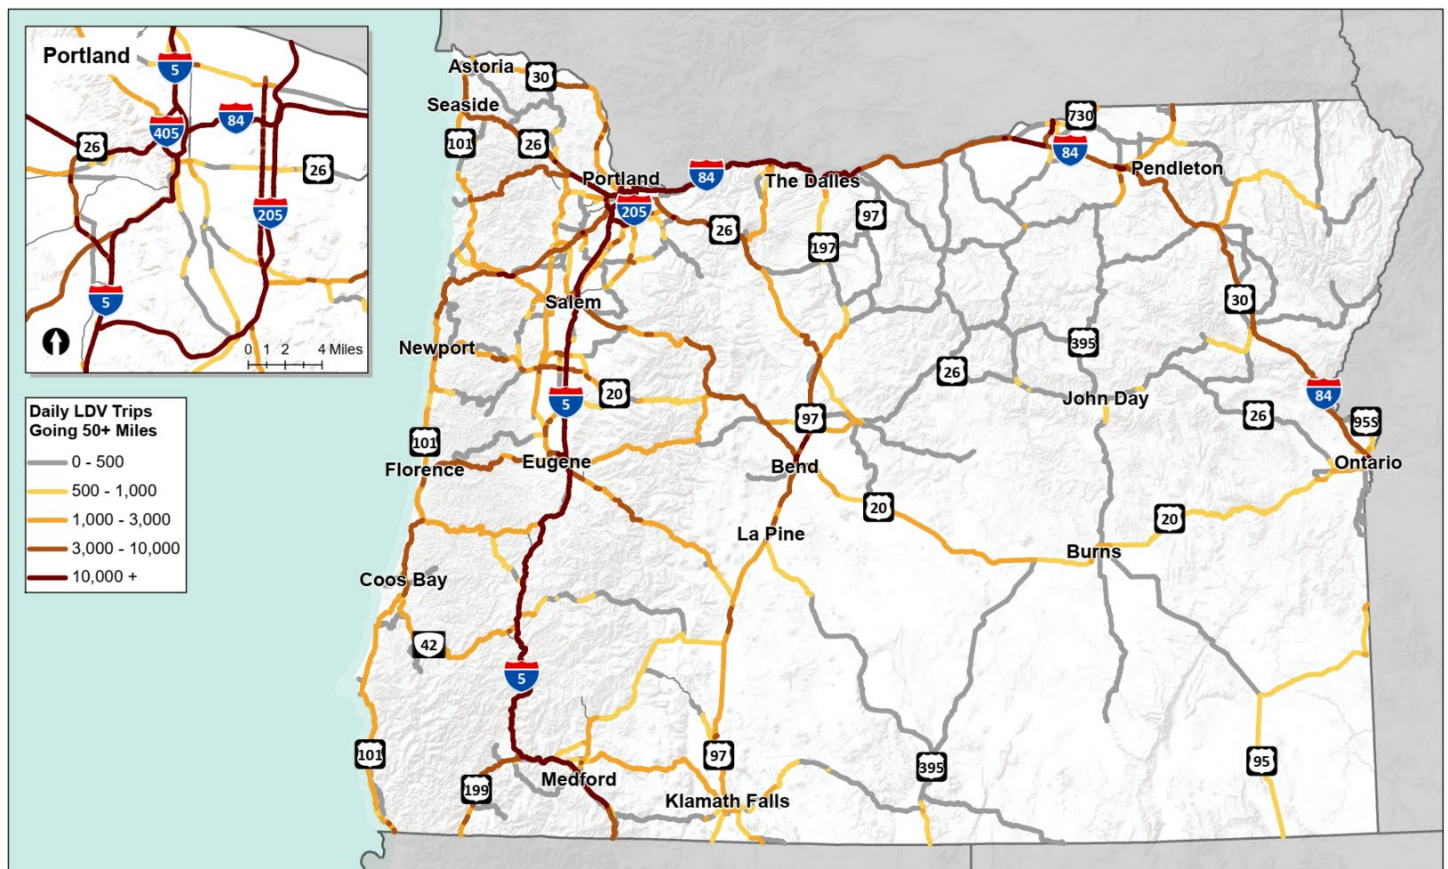 Portland
5
405
84
26
26
205
5
0 1 2 4 Miles
Daily LDV Trips
Going 50+ Miles
0 - 500
500 - 1,000
1,000 - 3,000
3,000 - 10,000
10,000 +
Astoria
30
Seaside
101
26
730
84
Pendleton
Portland
84
The Dalles
205
26
97
197
Salem
30
Newport
395
26
20
5
97
John Day
84
26
95S
101
Florence
Eugene
Bend
Ontario
20
20
La Pine
Burns
Coos Bay
42
5
101
97
395
95
199
Medford
Klamath Falls